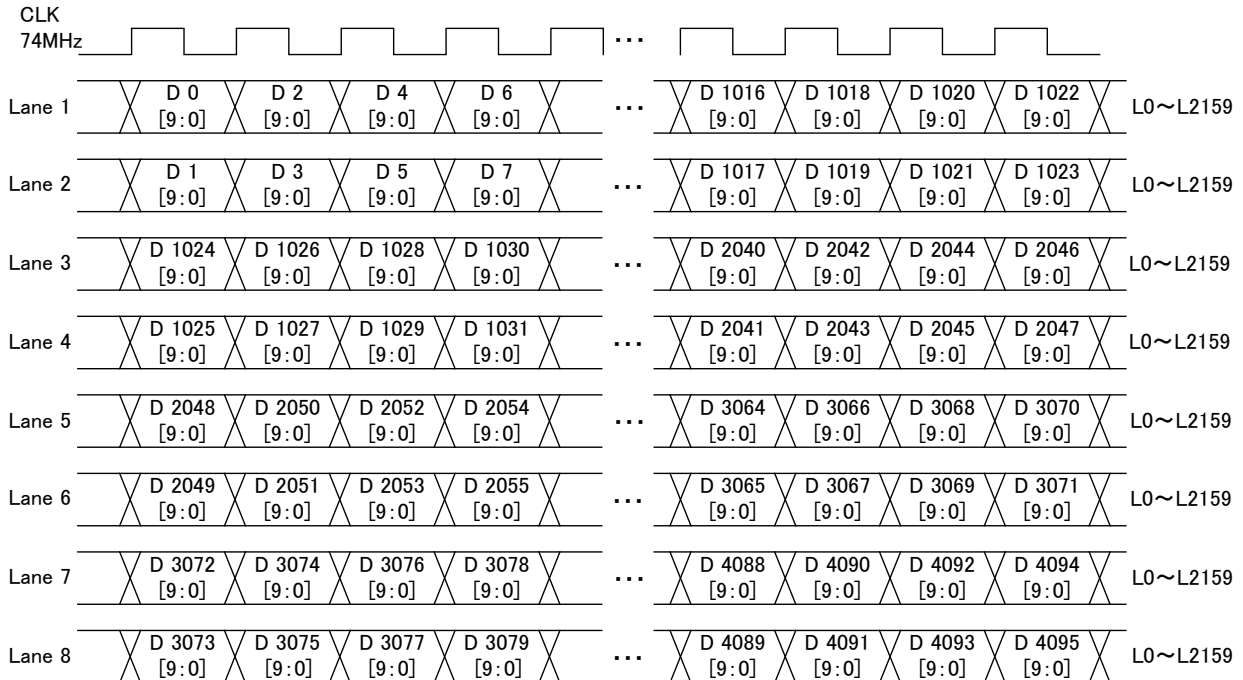 CLK
74MHz
...
Lane 1 D 0 [9:0] D 2 [9:0] D 4 [9:0] D 6 [9:0] ... D 1016 [9:0] D 1018 [9:0] D 1020 [9:0] D 1022 [9:0] L0～L2159
Lane 2 D 1 [9:0] D 3 [9:0] D 5 [9:0] D 7 [9:0] ... D 1017 [9:0] D 1019 [9:0] D 1021 [9:0] D 1023 [9:0] L0～L2159
Lane 3 D 1024 [9:0] D 1026 [9:0] D 1028 [9:0] D 1030 [9:0] ... D 2040 [9:0] D 2042 [9:0] D 2044 [9:0] D 2046 [9:0] L0～L2159
Lane 4 D 1025 [9:0] D 1027 [9:0] D 1029 [9:0] D 1031 [9:0] ... D 2041 [9:0] D 2043 [9:0] D 2045 [9:0] D 2047 [9:0] L0～L2159
Lane 5 D 2048 [9:0] D 2050 [9:0] D 2052 [9:0] D 2054 [9:0] ... D 3064 [9:0] D 3066 [9:0] D 3068 [9:0] D 3070 [9:0] L0～L2159
Lane 6 D 2049 [9:0] D 2051 [9:0] D 2053 [9:0] D 2055 [9:0] ... D 3065 [9:0] D 3067 [9:0] D 3069 [9:0] D 3071 [9:0] L0～L2159
Lane 7 D 3072 [9:0] D 3074 [9:0] D 3076 [9:0] D 3078 [9:0] ... D 4088 [9:0] D 4090 [9:0] D 4092 [9:0] D 4094 [9:0] L0～L2159
Lane 8 D 3073 [9:0] D 3075 [9:0] D 3077 [9:0] D 3079 [9:0] ... D 4089 [9:0] D 4091 [9:0] D 4093 [9:0] D 4095 [9:0] L0～L2159